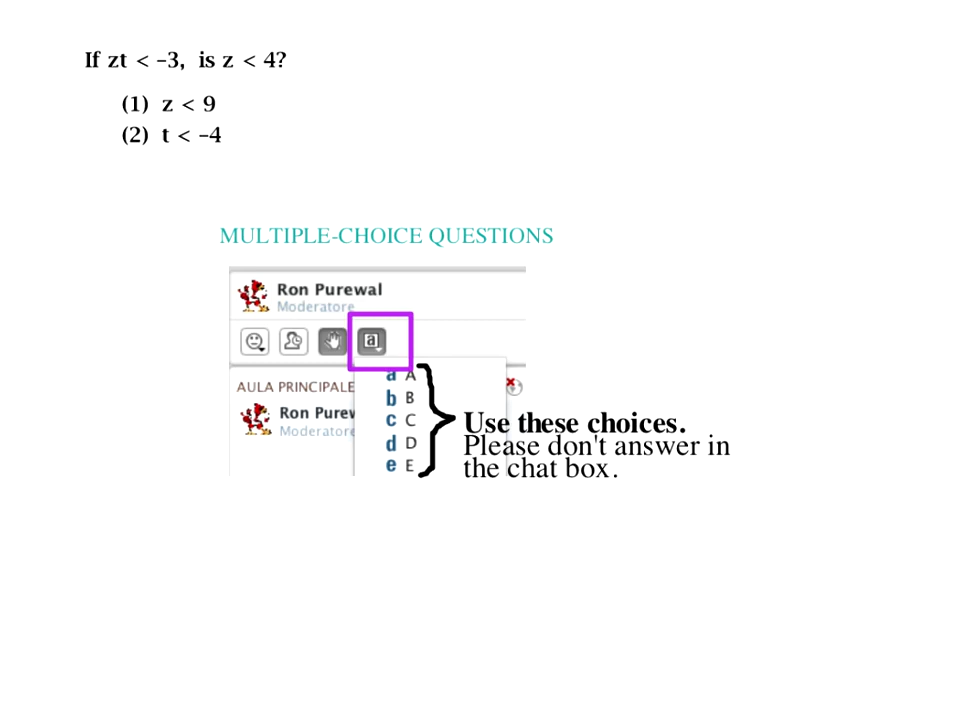 If zt < –3,  is z < 4?
(1)  z < 9
(2)  t < –4
MULTIPLE-CHOICE QUESTIONS
Ron Purewal
Moderatore
a
AULA PRINCIPALE
a A
b B
Ron Purew
c C
Use these choices.
Moderatore
d D
Please don't answer in
e E
the chat box.